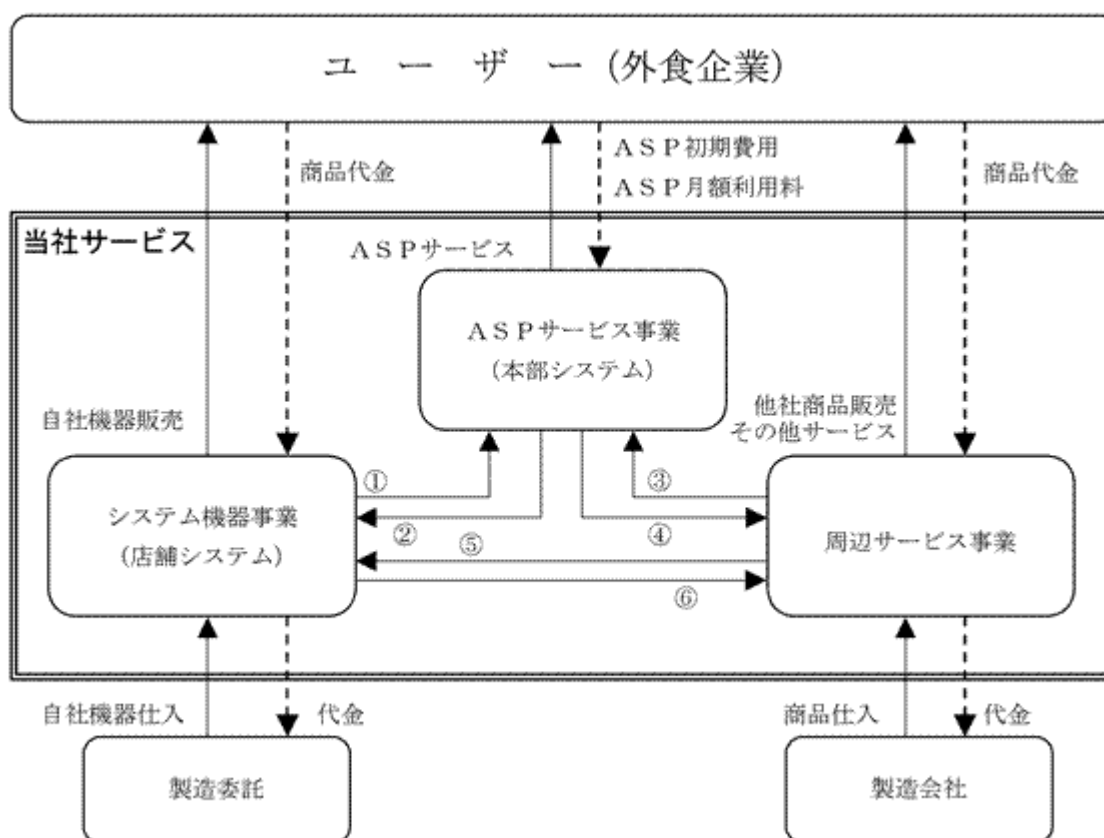 ユーザー(外食企業)
商品代金
ASP初期費用
ASP月額利用料
商品代金
当社サービス
ASPサービス
ASPサービス事業
(本部システム)
自社機器販売
他社商品販売
その他サービス
①
③
システム機器事業
(店舗システム)
②
⑤
④
周辺サービス事業
⑥
自社機器仕入
代金
商品仕入
代金
製造委託
製造会社